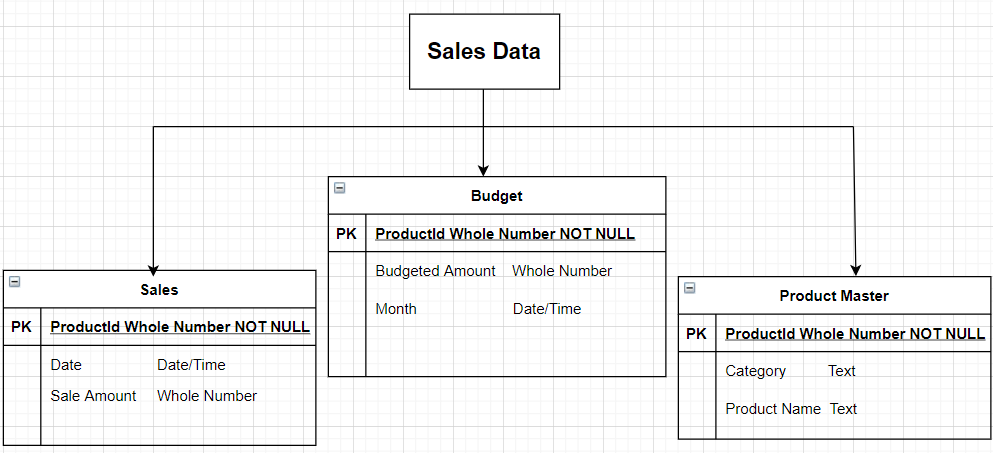 Sales Data
Budget
PK ProductId Whole Number NOT NULL
Budgeted Amount Whole Number
Month Date/Time
Sales
PK ProductId Whole Number NOT NULL
Date Date/Time
Sale Amount Whole Number
Product Master
PK ProductId Whole Number NOT NULL
Category Text
Product Name Text